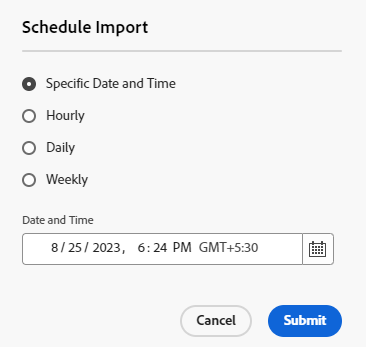 Schedule Import
Specific Date and Time
Hourly
Daily
Weekly
Date and Time
8/25/2023, 6:24 PM GMT+5:30
Cancel Submit